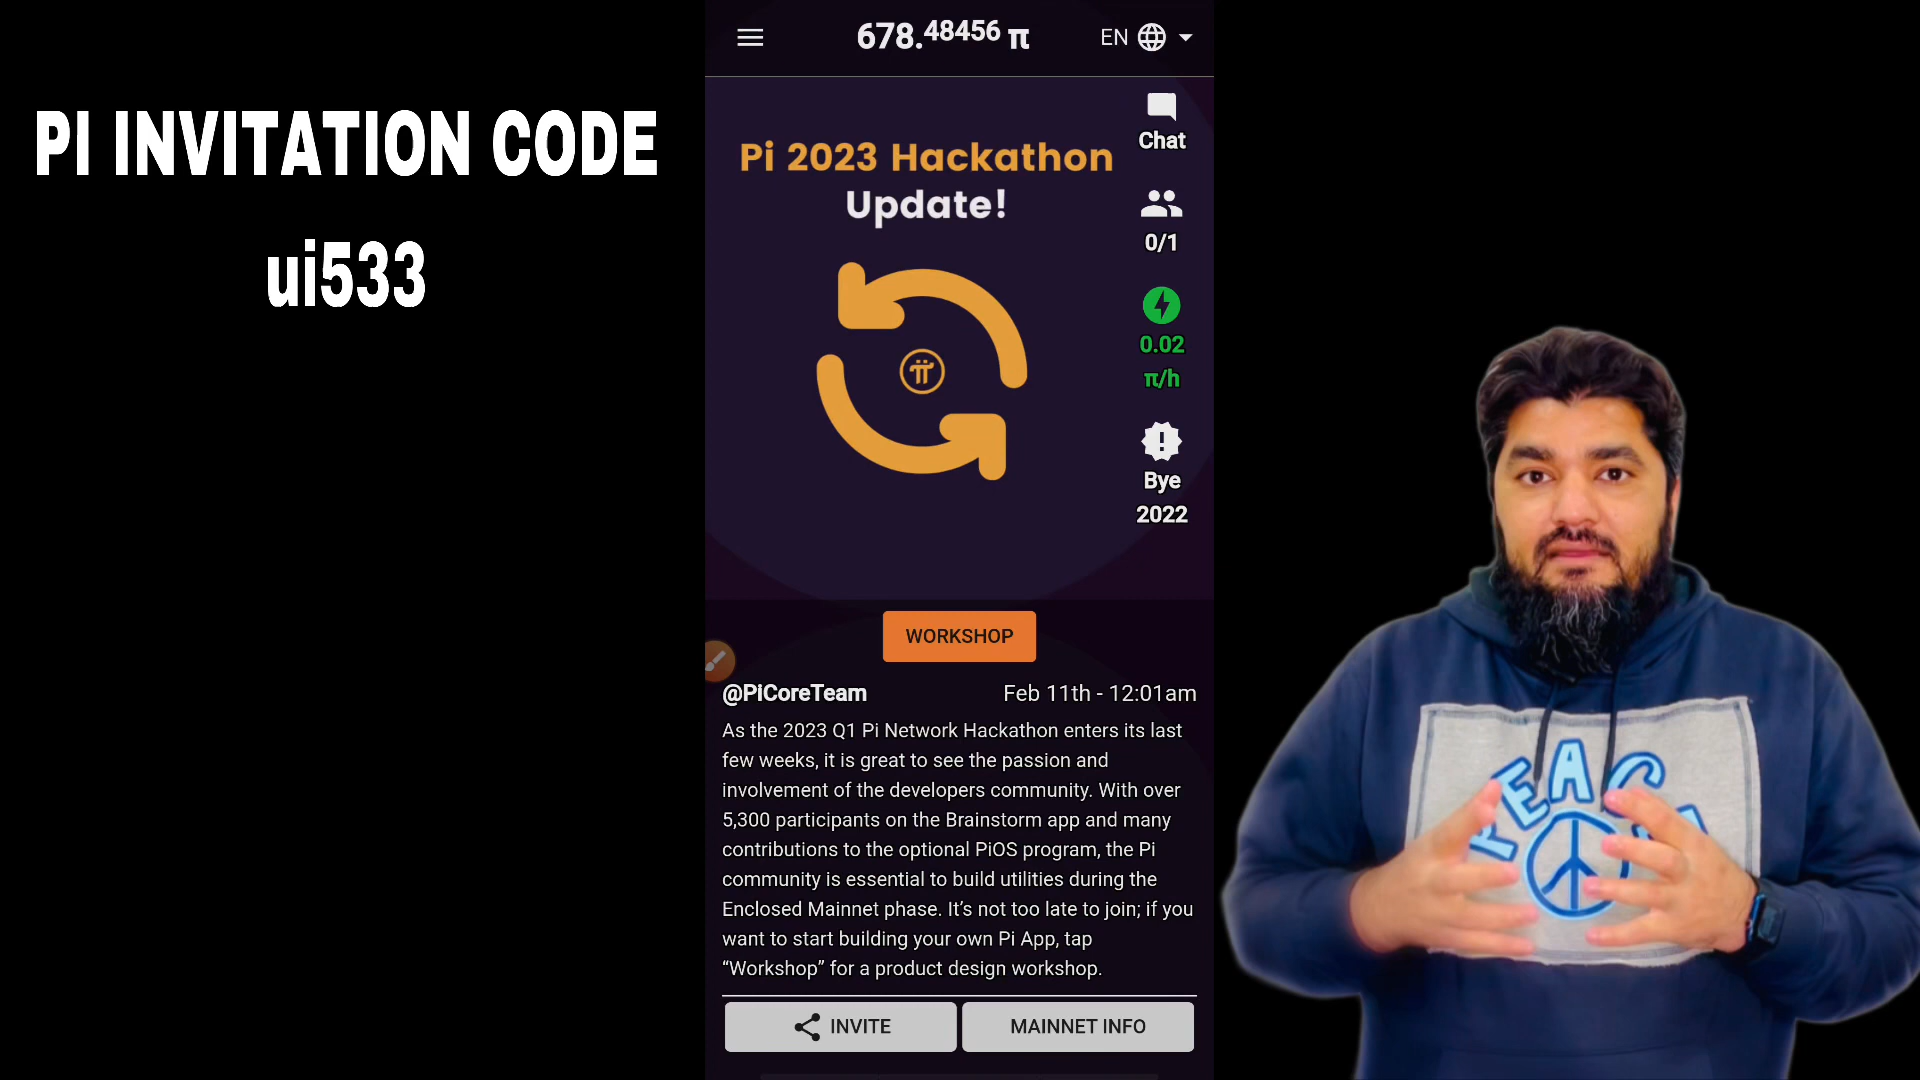 PI INVITATION CODE
ui533
678.48456 π
EN
Chat
Pi 2023 Hackathon
Update!
0/1
0.02
π/h
Bye
2022
WORKSHOP
@PiCoreTeam
Feb 11th - 12:01am
As the 2023 Q1 Pi Network Hackathon enters its last
few weeks, it is great to see the passion and
involvement of the developers community. With over
5,300 participants on the Brainstorm app and many
contributions to the optional PiOS program, the Pi
community is essential to build utilities during the
Enclosed Mainnet phase. It’s not too late to join; if you
want to start building your own Pi App, tap
“Workshop” for a product design workshop.
INVITE
MAINNET INFO